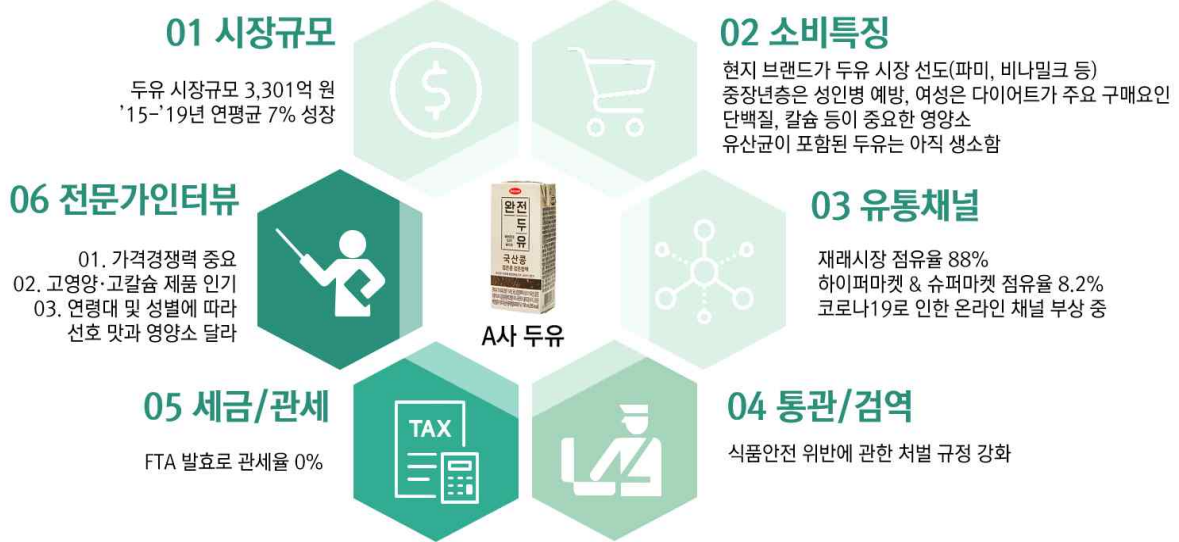 01 시장규모
두유 시장규모 3,301억 원
’15-’19년 연평균 7% 성장
02 소비특징
현지 브랜드가 두유 시장 선도(파미, 비나밀크 등)
중장년층은 성인병 예방, 여성은 다이어트가 주요 구매요인
단백질, 칼슘 등이 중요한 영양소
유산균이 포함된 두유는 아직 생소함
03 유통채널
재래시장 점유율 88%
하이퍼마켓 & 슈퍼마켓 점유율 8.2%
코로나19로 인한 온라인 채널 부상 중
04 통관/검역
식품안전 위반에 관한 처벌 규정 강화
05 세금/관세
FTA 발효로 관세율 0%
TAX
06 전문가인터뷰
01. 가격경쟁력 중요
02. 고영양·고칼슘 제품 인기
03. 연령대 및 성별에 따라
선호 맛과 영양소 달라
완전두유
국산콩
A사 두유